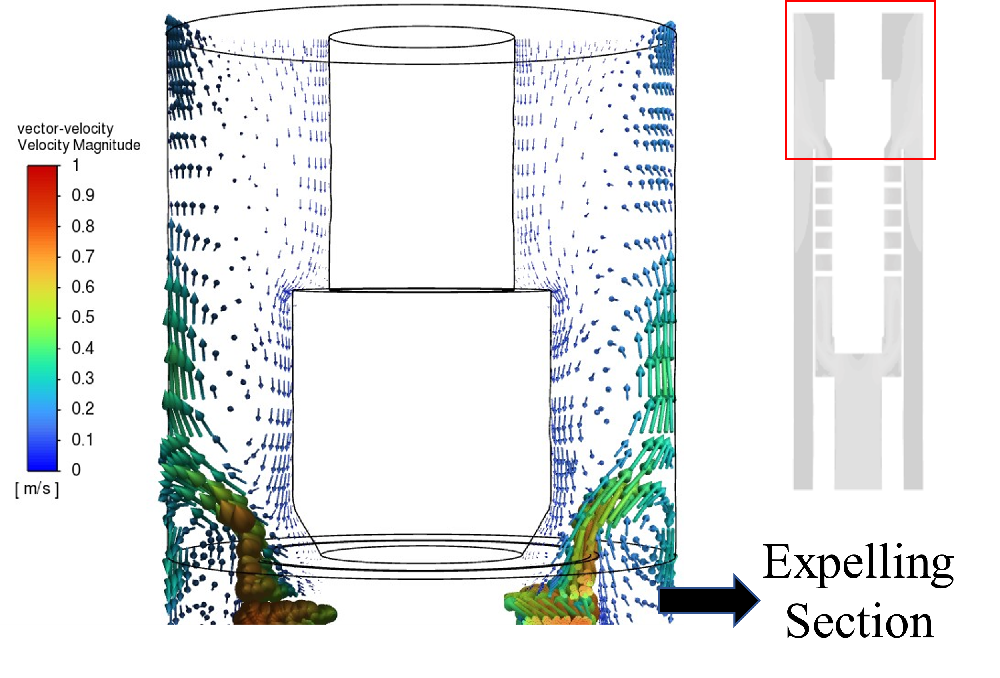 vector-velocity
Velocity Magnitude
1
0.9
0.8
0.7
0.6
0.5
0.4
0.3
0.2
0.1
0
[ m/s ]
Expelling
Section